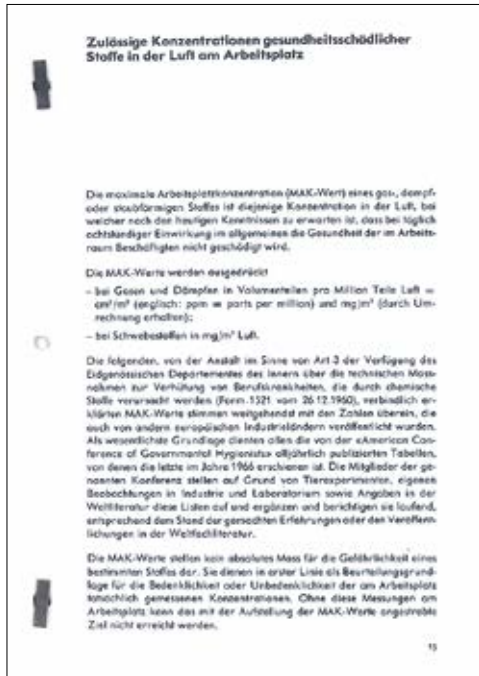 Zulässige Konzentrationen gesundheitsschädlicher
Stoffe in der Luft am Arbeitsplatz
Die maximale Arbeitsplatzkonzentration (MAK-Wert) eines gas-, dampf-
oder staubförmigen Stoffes ist diejenige Konzentration in der Luft, bei
welcher nach den heutigen Kenntnissen zu erwarten ist, dass bei täglich
achtstündiger Einwirkung im allgemeinen die Gesundheit der im Arbeits-
raum Beschäftigten nicht geschädigt wird.
Die MAK-Werte werden ausgedrückt
– bei Gasen und Dämpfen in Volumenteilen pro Million Teile Luft =
cm³/m³ (englisch: ppm = parts per million) und mg/m³ (durch Um-
rechnung erhalten);
– bei Schwebestoffen in mg/m³ Luft.
Die folgenden, von der Anstalt im Sinne von Art. 3 der Verfügung des
Eidgenössischen Departementes des Innern über die technischen Mass-
nahmen zur Verhütung von Berufskrankheiten, die durch chemische
Stoffe verursacht werden (Form. 1321 vom 26.12.1960), verbindlich er-
klärten MAK-Werte stimmen weitgehendst mit den Zahlen überein, die
auch von andern europäischen Industrieländern veröffentlicht wurden.
Als wesentlichste Grundlage dienten allen die von der «American Con-
ference of Governmental Hygienists» alljährlich publizierten Tabellen,
von denen die letzte im Jahre 1966 erschienen ist. Die Mitglieder der ge-
nannten Konferenz stellen auf Grund von Tierexperimenten, eigenen
Beobachtungen in Industrie und Laboratorium sowie Angaben in der
Weltliteratur diese Listen auf und ergänzen und berichtigen sie laufend,
entsprechend dem Stand der gemachten Erfahrungen oder den Veröffent-
lichungen in der Weltfachliteratur.
Die MAK-Werte stellen kein absolutes Mass für die Gefährlichkeit eines
bestimmten Stoffes dar. Sie dienen in erster Linie als Beurteilungsgrund-
lage für die Bedenklichkeit oder Unbedenklichkeit der am Arbeitsplatz
tatsächlich gemessenen Konzentrationen. Ohne diese Messungen am
Arbeitsplatz kann das mit der Aufstellung der MAK-Werte angestrebte
Ziel nicht erreicht werden.